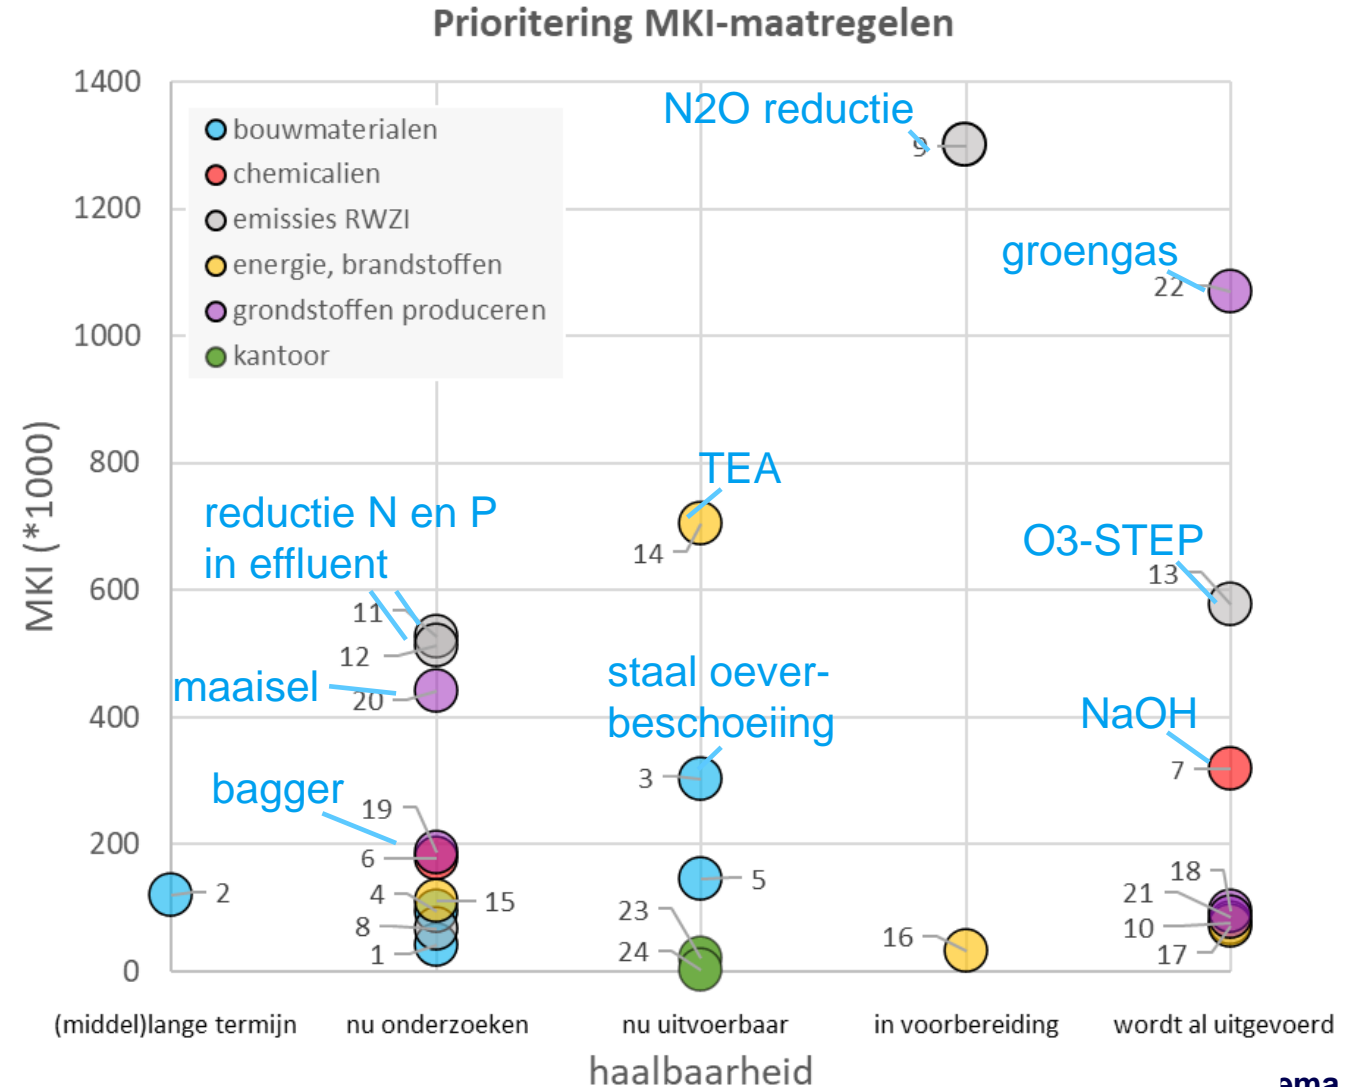 Prioritering MKI-maatregelen
1400
1200
1000
800
600
400
200
0
MKI (*1000)
bouwmaterialen
chemicalien
emissies RWZI
energie, brandstoffen
grondstoffen produceren
kantoor
N2O reductie
9
groengas
22
TEA
14
reductie N en P
in effluent
11
12
O3-STEP
13
maaisel
20
staal oever-
beschoeiing
3
NaOH
7
bagger
19
6
2
4
15
8
1
5
23
24
16
18
21
10
17
(middel)lange termijn
nu onderzoeken
nu uitvoerbaar
in voorbereiding
wordt al uitgevoerd
haalbaarheid